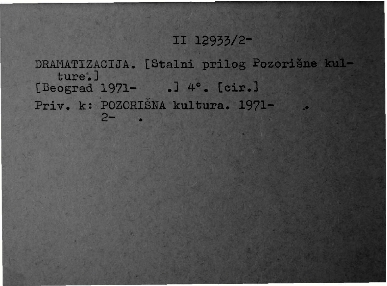 II 12933/2-
DRAMATIZACIJA. [Stalni prilog Pozorišne kul-
ture.]
[Beograd 1971-     .] 4°. [cir.]
Priv. k: POZORIŠNA kultura. 1971-     .
2-    .